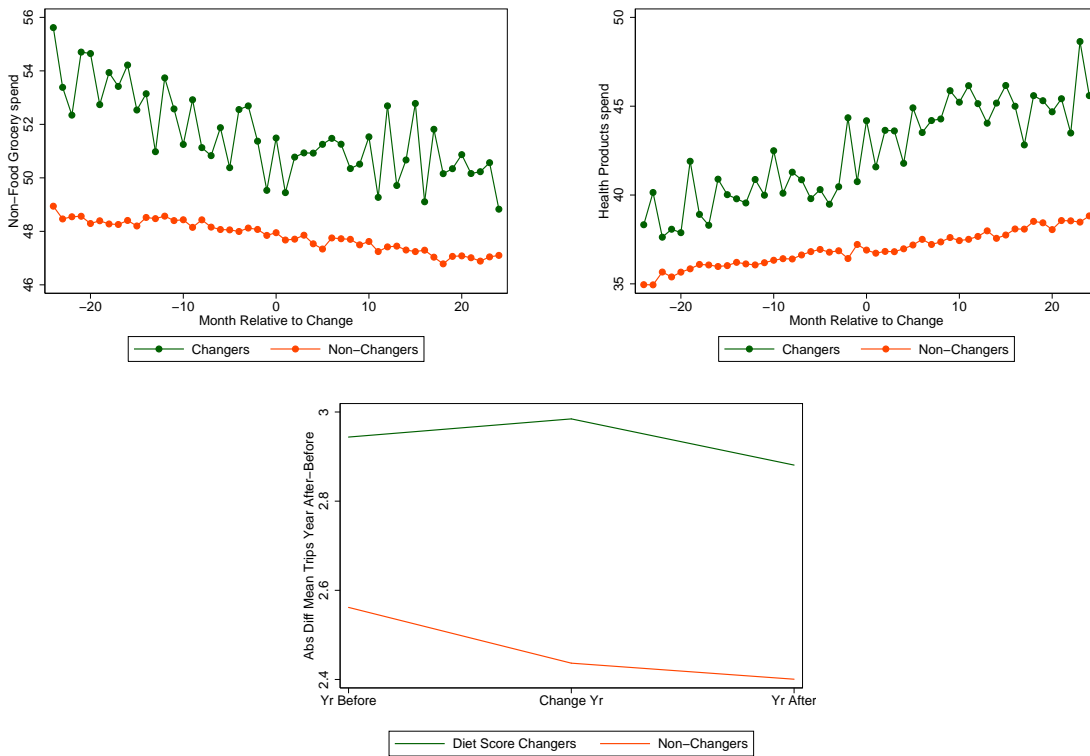 Non−Food Grocery spend
56
54
52
50
48
46
−20 −10 0 10 20
Month Relative to Change
Changers Non−Changers
Health Products spend
50
45
40
35
−20 −10 0 10 20
Month Relative to Change
Changers Non−Changers
Abs Diff Mean Trips Year After−Before
3
2.8
2.6
2.4
Yr Before Change Yr Yr After
Diet Score Changers Non−Changers